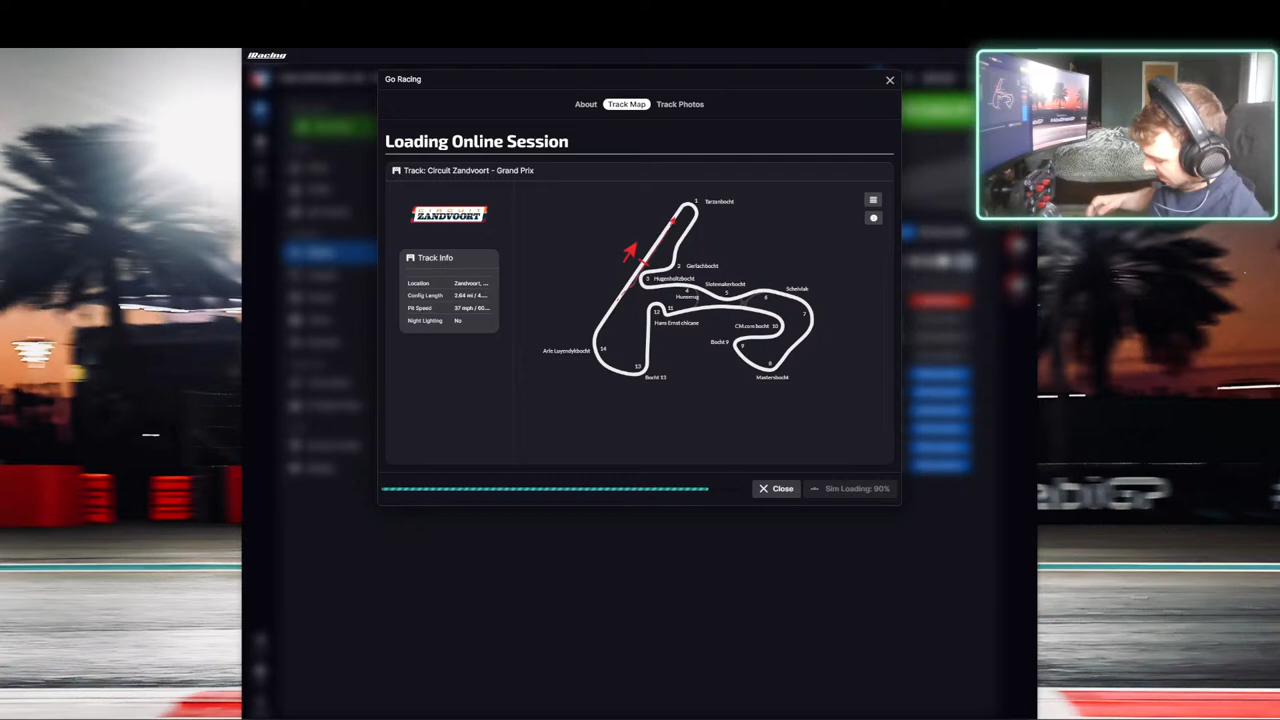 iRacing
Go Racing
About
Track Map
Track Photos
Loading Online Session
Track: Circuit Zandvoort - Grand Prix
CIRCUIT
ZANDVOORT
Track Info
Location Zandvoort, ...
Config Length 2.64 mi / 4....
Pit Speed 37 mph / 60...
Night Lighting No
1 Tarzanbocht
2 Gerlachbocht
3 Hugenholtzbocht
4 Hunserug
Slotemakerbocht
5
6
Scheivlak
7
8
Mastersbocht
Bocht 9
9
CM.com bocht 10
11
12
Hans Ernst chicane
13
Bocht 13
14
Arie Luyendykbocht
Close
Sim Loading: 90%